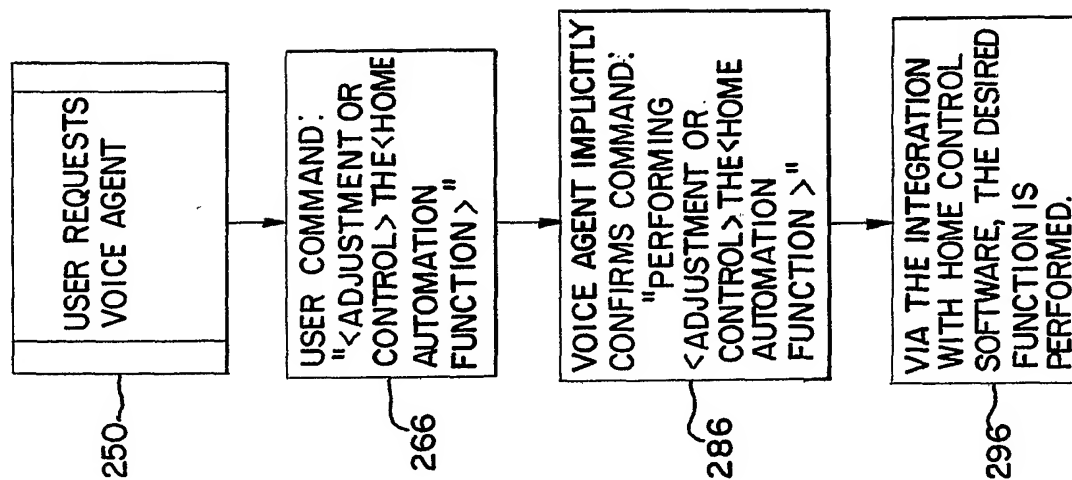 250
USER REQUESTS
VOICE AGENT
266
USER COMMAND:
"<ADJUSTMENT OR
CONTROL> THE<HOME
AUTOMATION
FUNCTION>"
286
VOICE AGENT IMPLICITLY
CONFIRMS COMMAND:
"PERFORMING
<ADJUSTMENT OR.
CONTROL> THE<HOME
AUTOMATION
FUNCTION >"
296
VIA THE INTEGRATION
WITH HOME CONTROL
SOFTWARE, THE DESIRED
FUNCTION IS
PERFORMED.